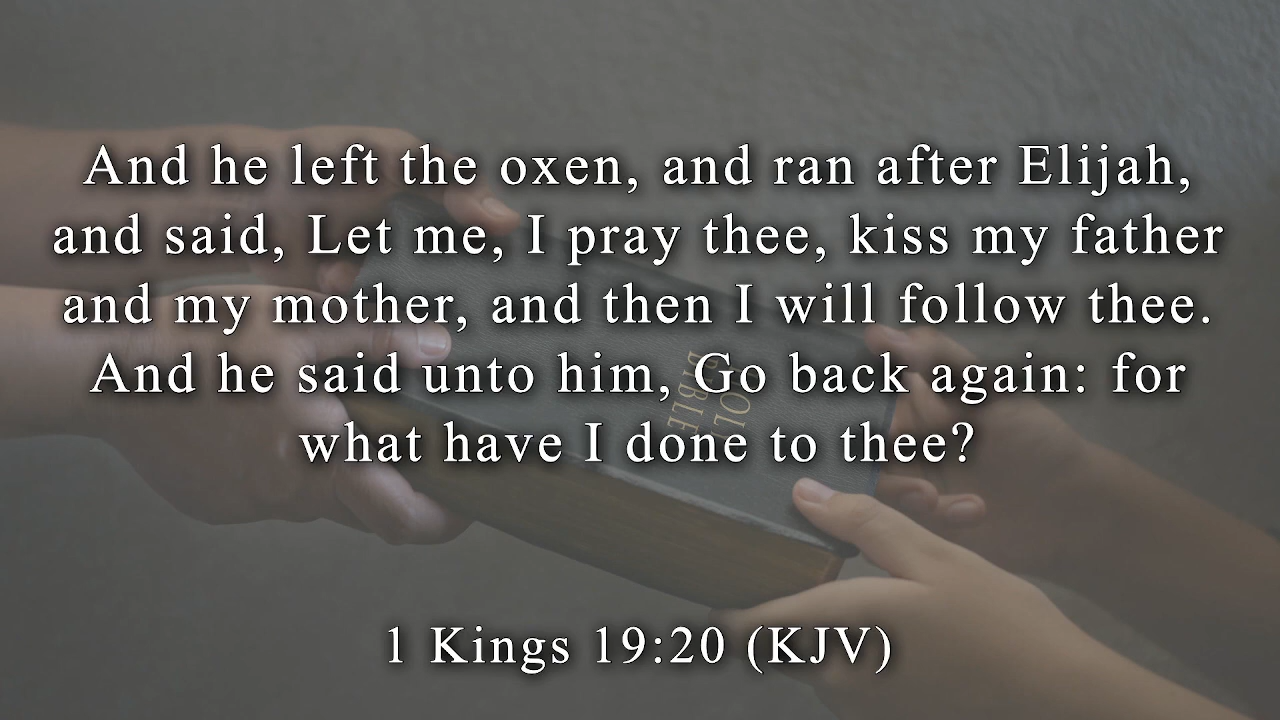 And he left the oxen, and ran after Elijah,
and said, Let me, I pray thee, kiss my father
and my mother, and then I will follow thee.
And he said unto him, Go back again: for
what have I done to thee?
HOLY
BIBLE
1 Kings 19:20 (KJV)